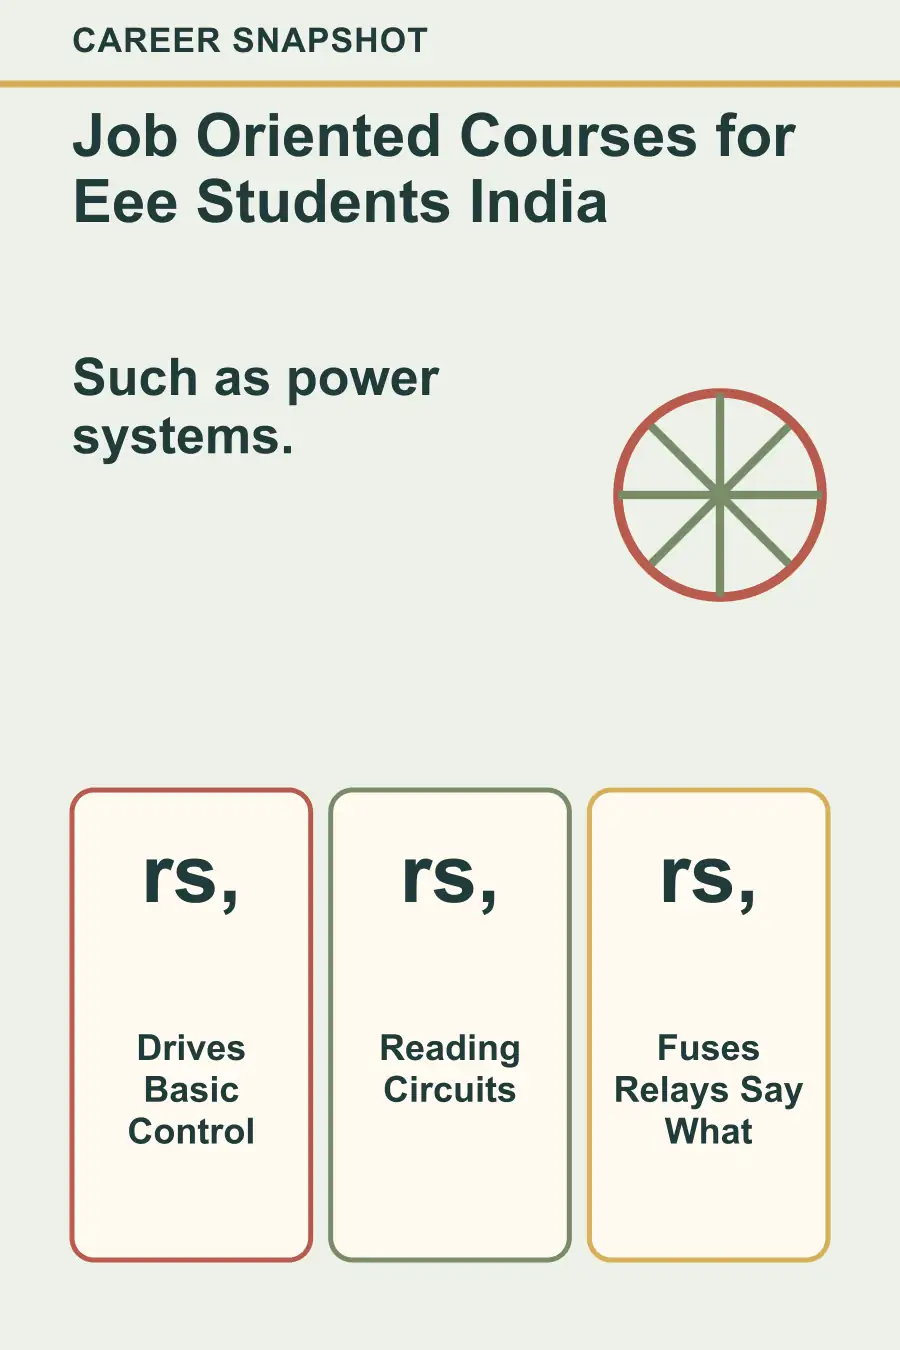 CAREER SNAPSHOT
Job Oriented Courses for
Eee Students India
Such as power
systems.
rs,
Drives
Basic
Control
rs,
Reading
Circuits
rs,
Fuses
Relays Say
What